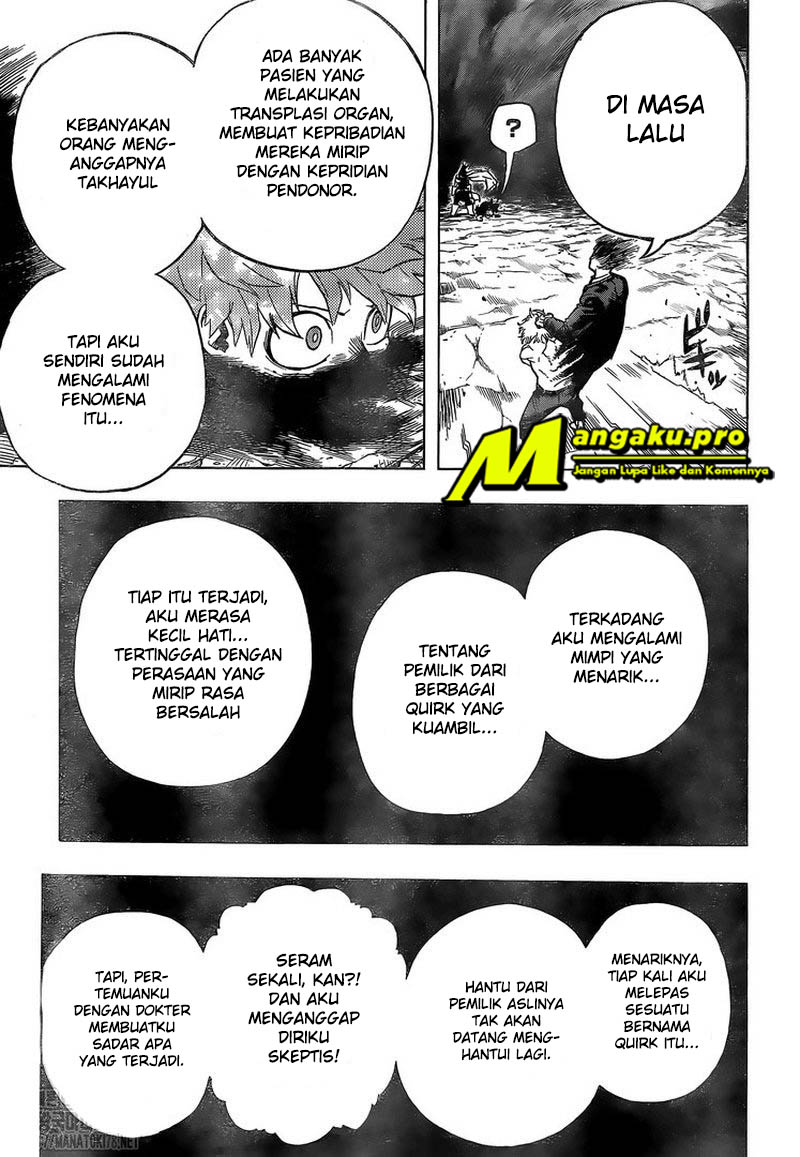 DI MASA
LALU
?
ドキ
ADA BANYAK
PASIEN YANG
MELAKUKAN
TRANSPLASI ORGAN,
MEMBUAT KEPRIBADIAN
MEREKA MIRIP
DENGAN KEPRIDIAN
PENDONOR.
KEBANYAKAN
ORANG MENG-
ANGGAPNYA
TAKHAYUL
TAPI AKU
SENDIRI SUDAH
MENGALAMI
FENOMENA
ITU...
Mangaku.pro
Jangan Lupa Like dan Komennya
TERKADANG
AKU MENGALAMI
MIMPI YANG
MENARIK...
TENTANG
PEMILIK DARI
BERBAGAI
QUIRK YANG
KUAMBIL...
TIAP ITU TERJADI,
AKU MERASA
KECIL HATI...
TERTINGGAL DENGAN
PERASAAN YANG
MIRIP RASA
BERSALAH
MENARIKNYA,
TIAP KALI AKU
MELEPAS
SESUATU
BERNAMA
QUIRK ITU...
HANTU DARI
PEMILIK ASLINYA
TAK AKAN
DATANG MENG-
HANTUI LAGI.
SERAM
SEKALI, KAN?!
DAN AKU
MENGANGGAP
DIRIKU
SKEPTIS!
TAPI, PER-
TEMUANKU
DENGAN DOKTER
MEMBUATKU
SADAR APA
YANG TERJADI.
//MANATOKI78.NET